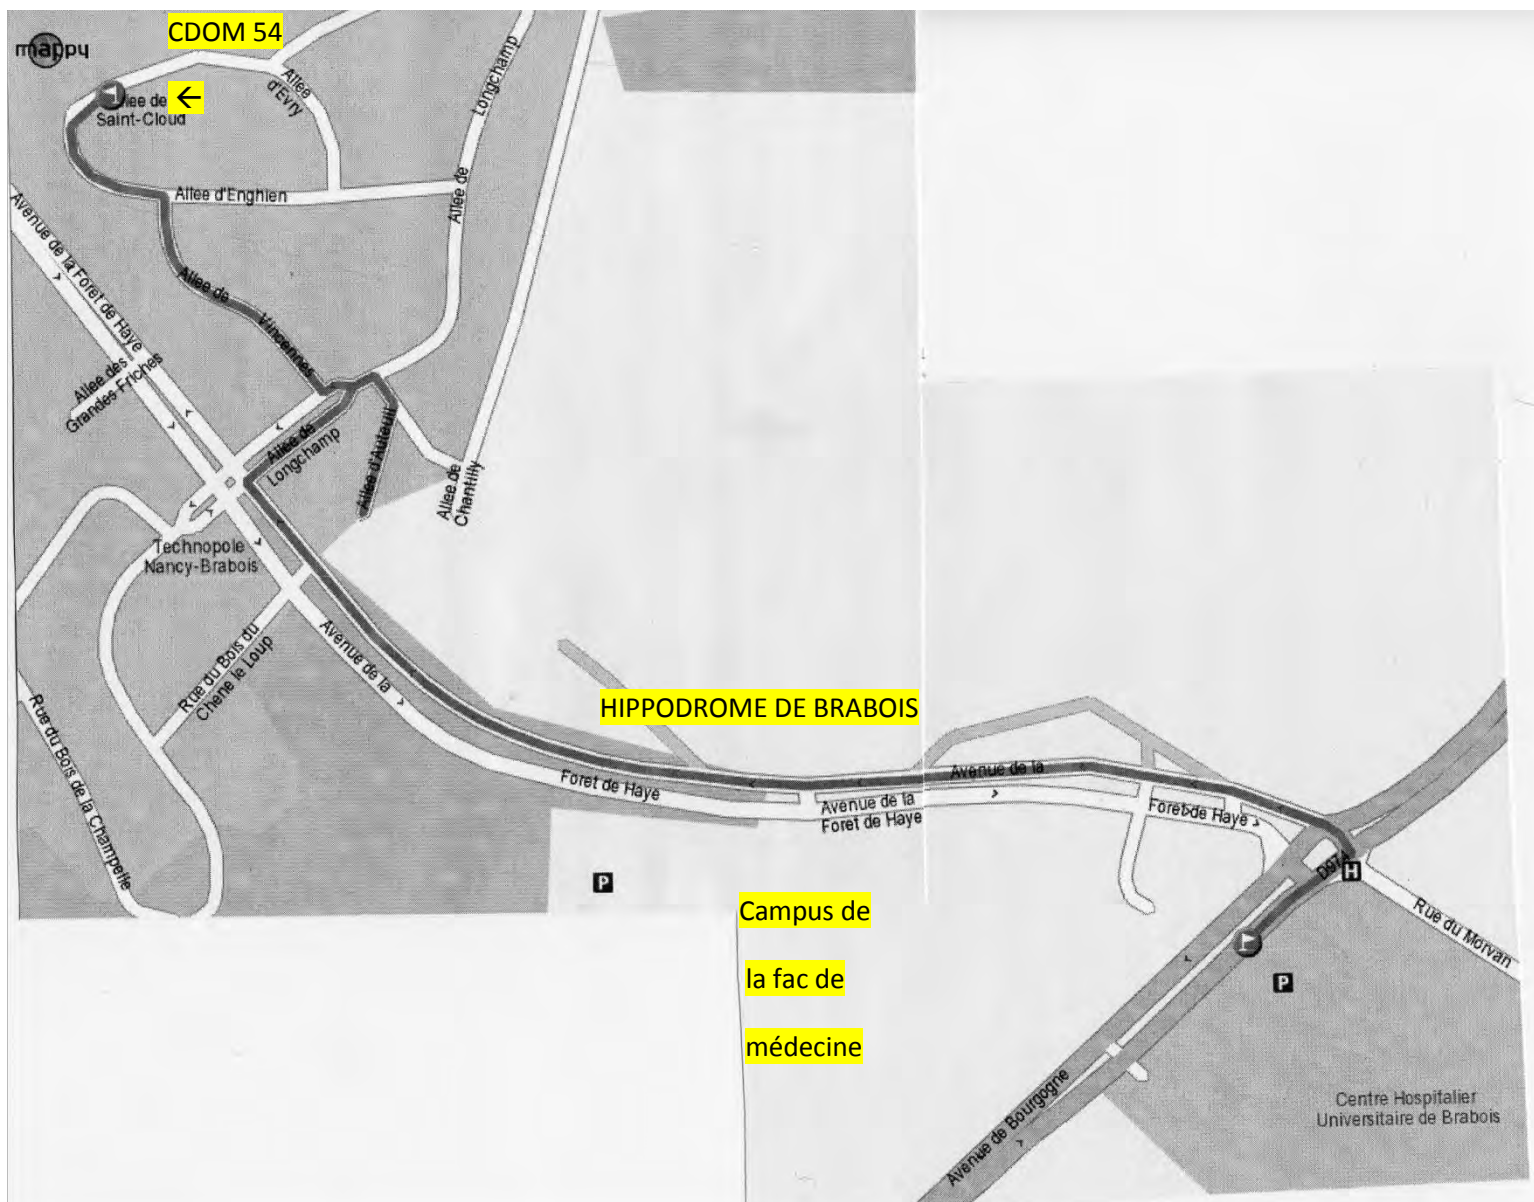 CDOM 54
mappy
Allee d'Evry
Allee de
Longchamp
←
Allee de
Saint-Cloud
Allee d'Enghien
Avenue de la Foret de Haye
Allee de
Vincennes
Allee des
Grandes Friches
Allee de
Longchamp
Allee d'Auteuil
Allee de
Chantilly
Technopole
Nancy-Brabois
Rue du Bois du
Chene le Loup
Avenue de la
Foret de Haye
Rue du Bois de la Champelle
HIPPODROME DE BRABOIS
Avenue de la
Foret de Haye
Avenue de la
Foret de Haye
D974
H
P
Rue du Morvan
Campus de
la fac de
médecine
P
Avenue de Bourgogne
Centre Hospitalier
Universitaire de Brabois